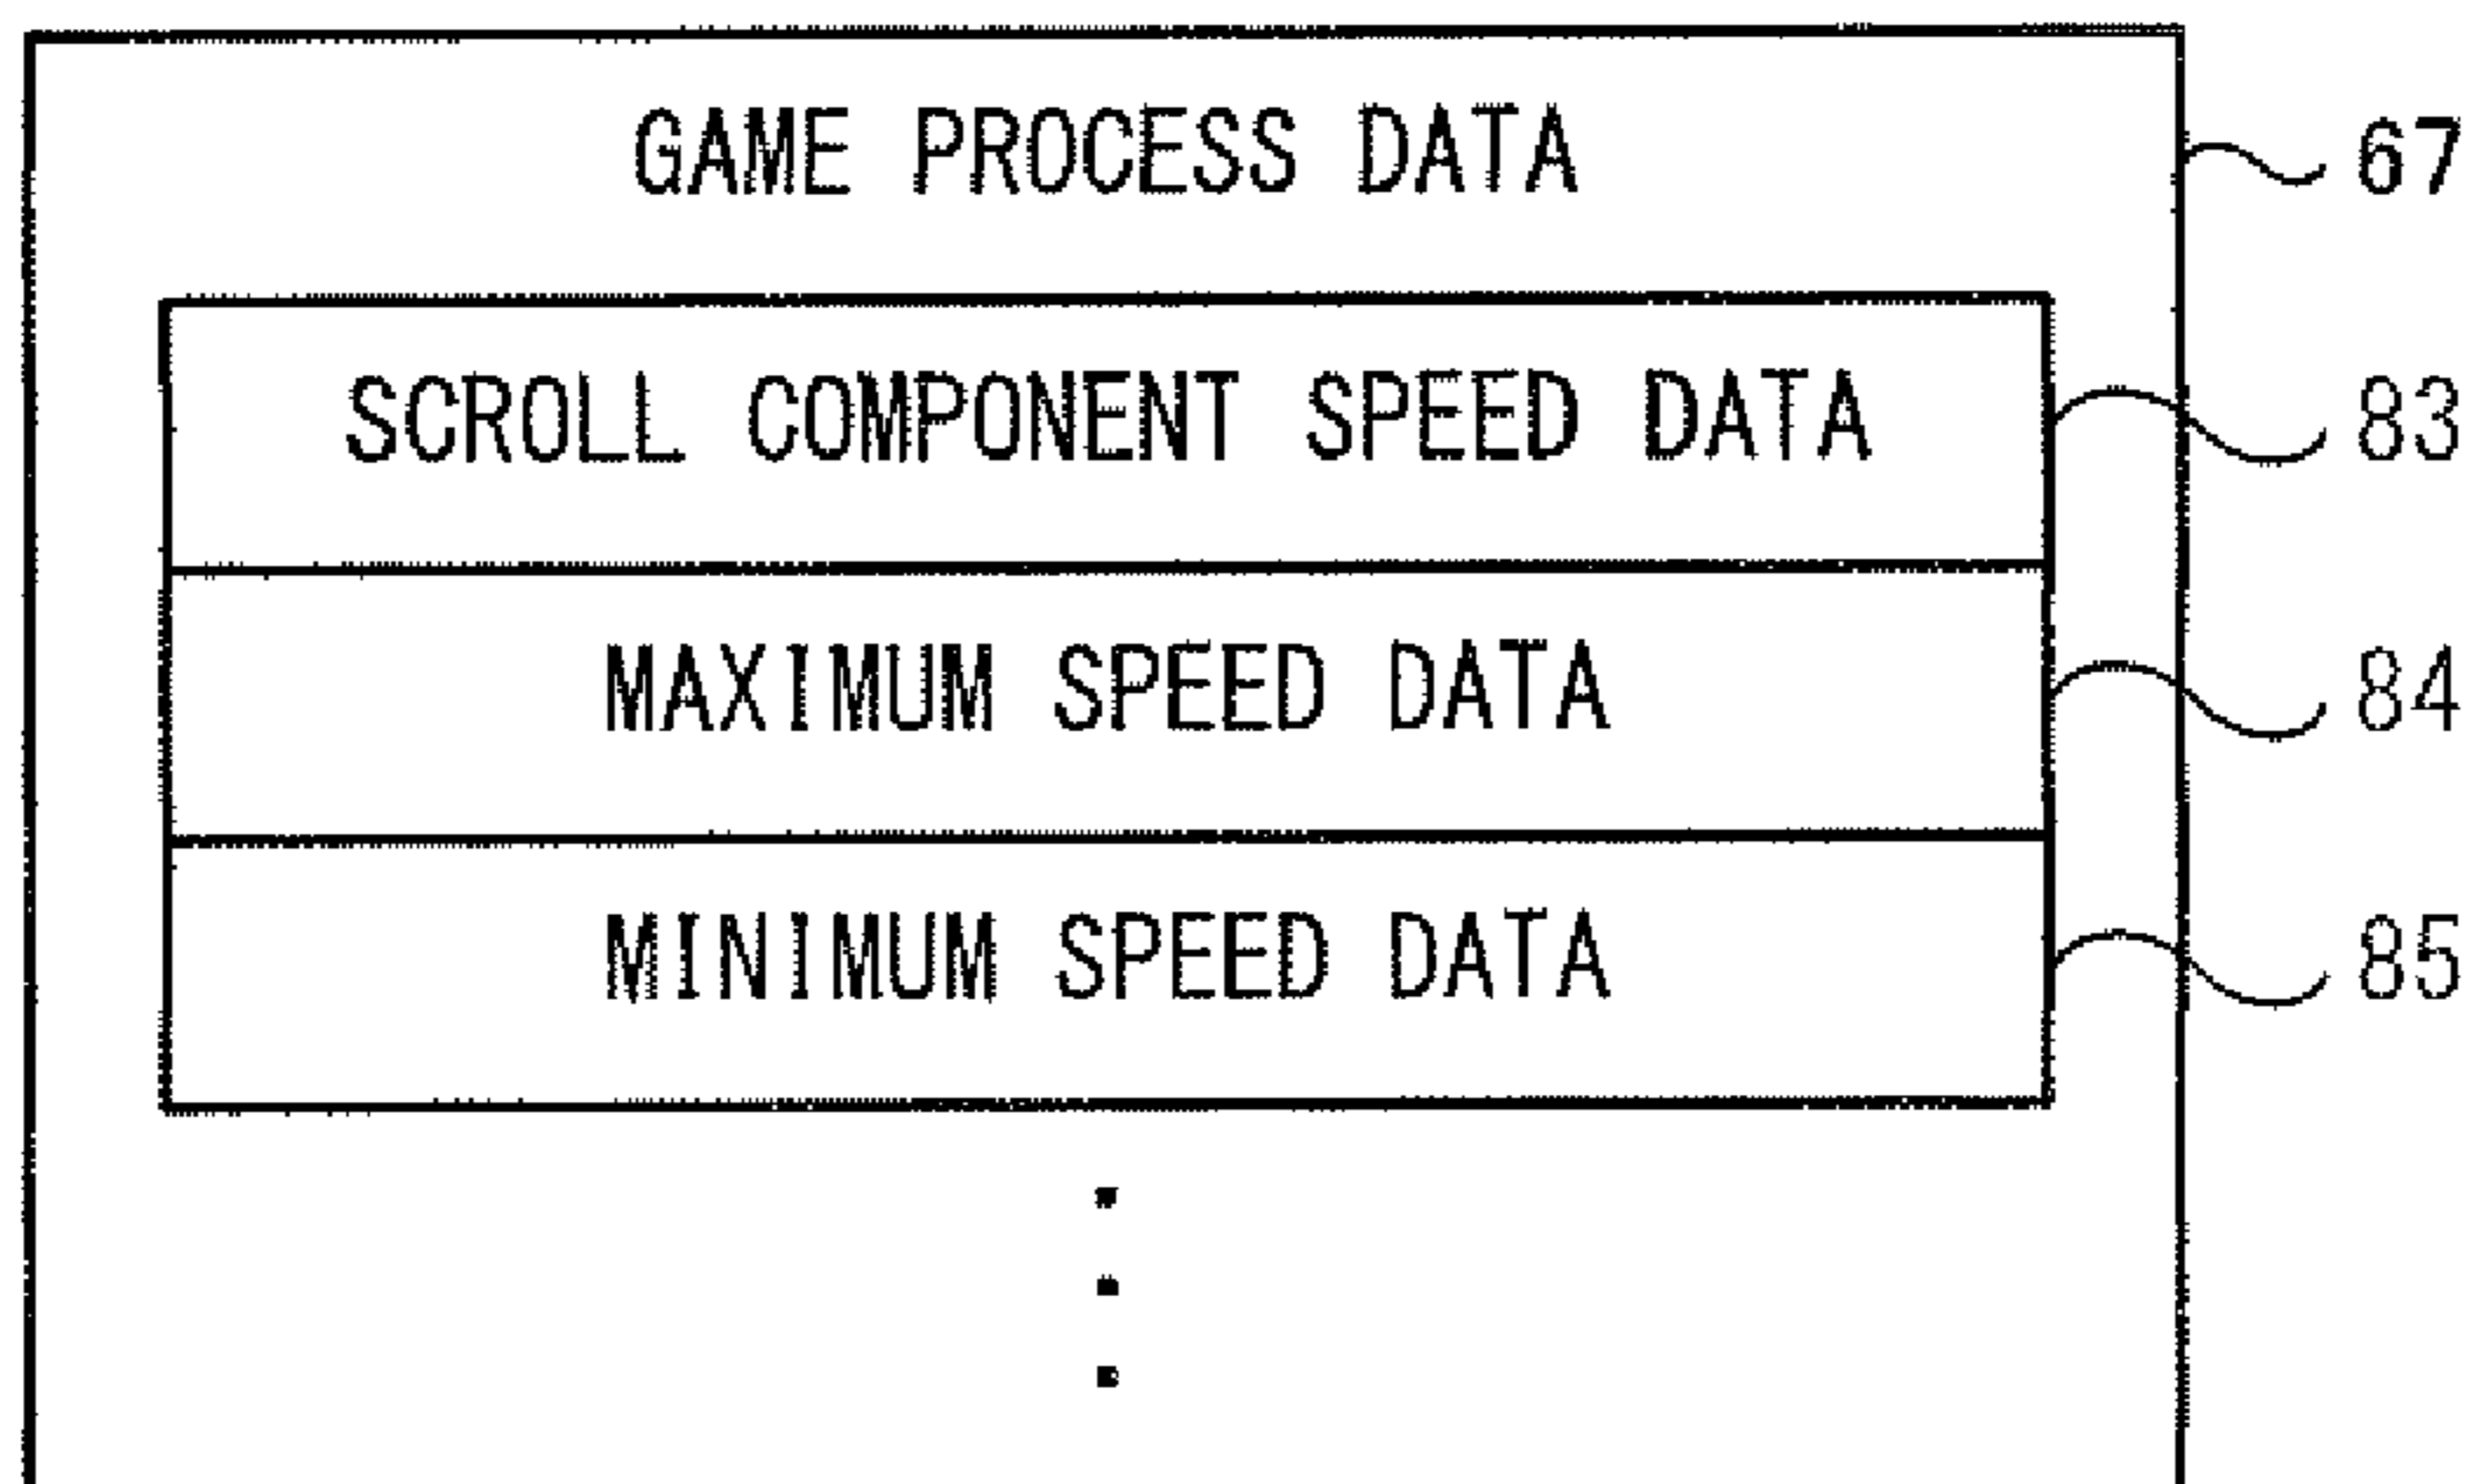 GAME PROCESS DATA 67
SCROLL COMPONENT SPEED DATA 83
MAXIMUM SPEED DATA 84
MINIMUM SPEED DATA 85